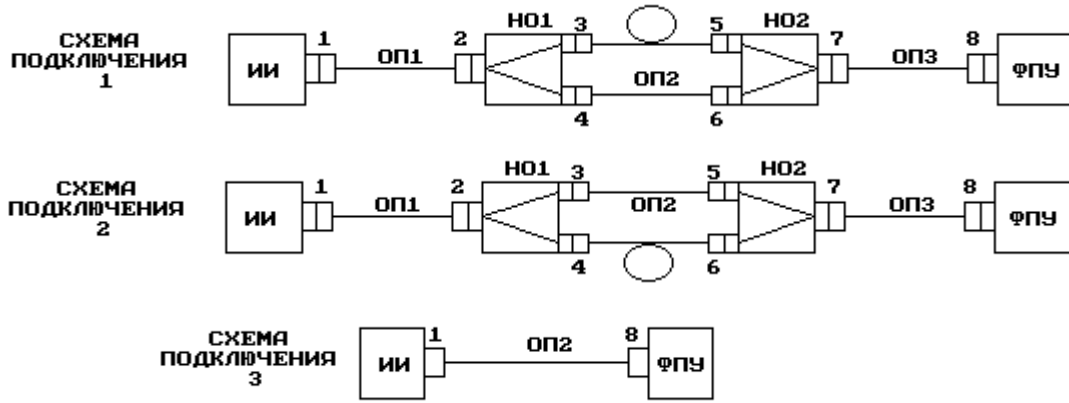 СХЕМА ПОДКЛЮЧЕНИЯ 1
ИИ 1 ОП1 2 НО1 3 4 ОП2 5 6 НО2 7 ОП3 8 ФПУ
СХЕМА ПОДКЛЮЧЕНИЯ 2
ИИ 1 ОП1 2 НО1 3 4 ОП2 5 6 НО2 7 ОП3 8 ФПУ
СХЕМА ПОДКЛЮЧЕНИЯ 3
ИИ 1 ОП2 8 ФПУ